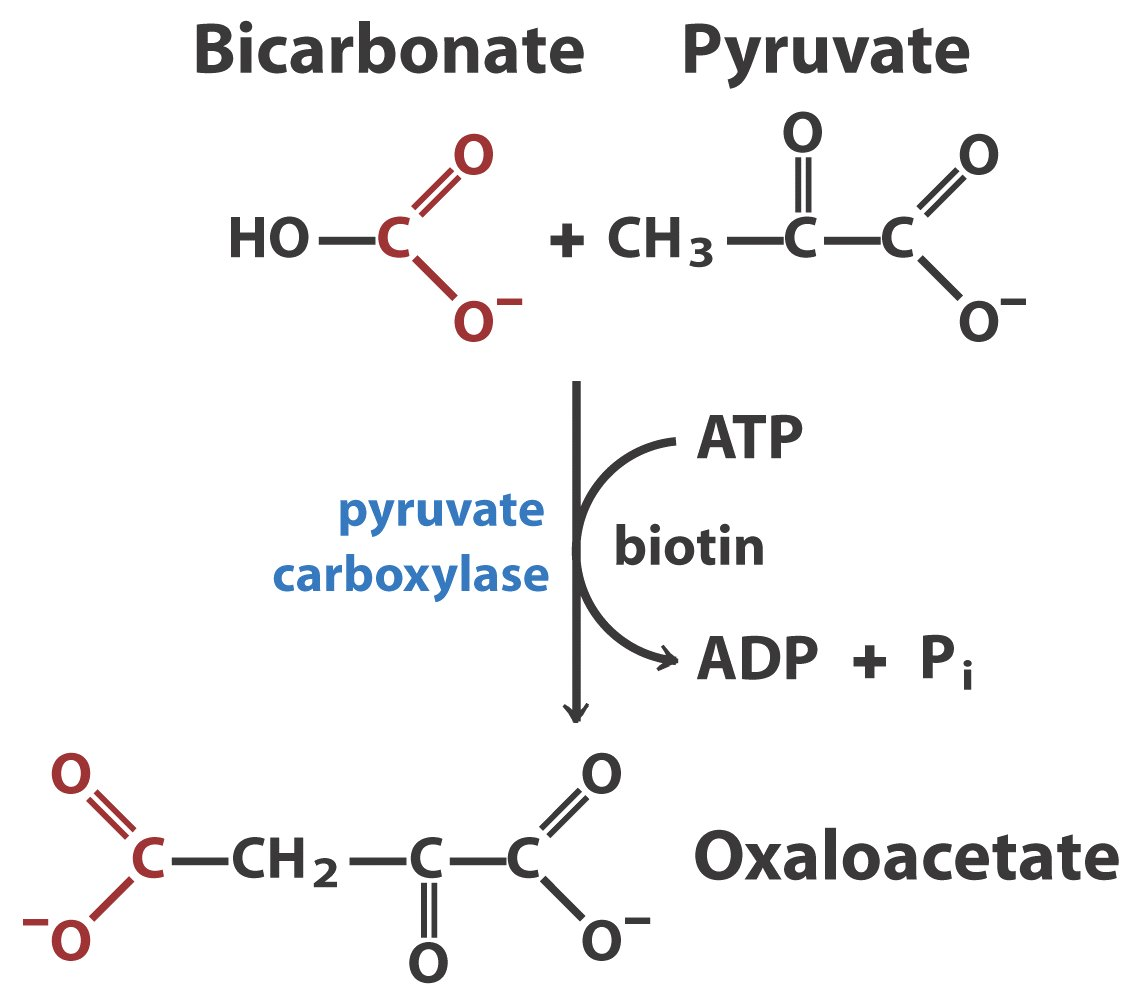 Bicarbonate Pyruvate
O O O
HO C + CH3 C C
O− O−
ATP
pyruvate
biotin
carboxylase
ADP + Pi
O O
C CH2 C C Oxaloacetate
−O O−
O